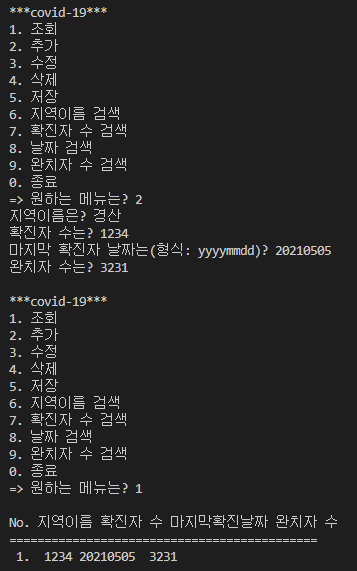 ***covid-19***
1. 조회
2. 추가
3. 수정
4. 삭제
5. 저장
6. 지역이름 검색
7. 확진자 수 검색
8. 날짜 검색
9. 완치자 수 검색
0. 종료
=> 원하는 메뉴는? 2
지역이름은? 경산
확진자 수는? 1234
마지막 확진자 날짜는(형식: yyyymmdd)? 20210505
완치자 수는? 3231
***covid-19***
1. 조회
2. 추가
3. 수정
4. 삭제
5. 저장
6. 지역이름 검색
7. 확진자 수 검색
8. 날짜 검색
9. 완치자 수 검색
0. 종료
=> 원하는 메뉴는? 1
No. 지역이름 확진자 수 마지막확진날짜 완치자 수
============================================
1.  1234 20210505  3231